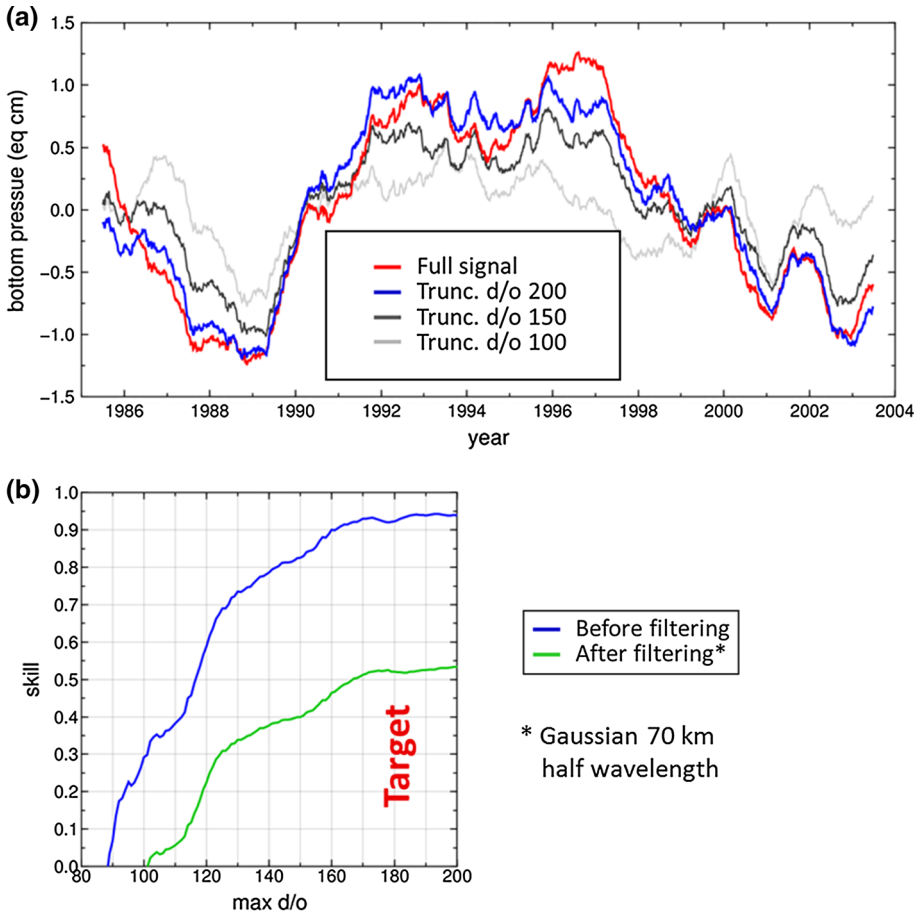 (a)
bottom pressue (eq cm)
1.5
1.0
0.5
0.0
−0.5
−1.0
−1.5
Full signal
Trunc. d/o 200
Trunc. d/o 150
Trunc. d/o 100
1986 1988 1990 1992 1994 1996 1998 2000 2002 2004
year
(b)
skill
1.0
0.9
0.8
0.7
0.6
0.5
0.4
0.3
0.2
0.1
0.0
Target
80 100 120 140 160 180 200
max d/o
Before filtering
After filtering*
* Gaussian 70 km
half wavelength